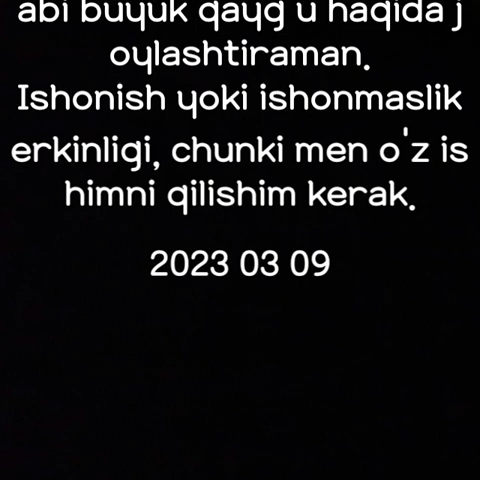 abi buyuk qayg u haqida j
oylashtiraman.
Ishonish yoki ishonmaslik
erkinligi, chunki men o'z is
himni qilishim kerak.
2023 03 09